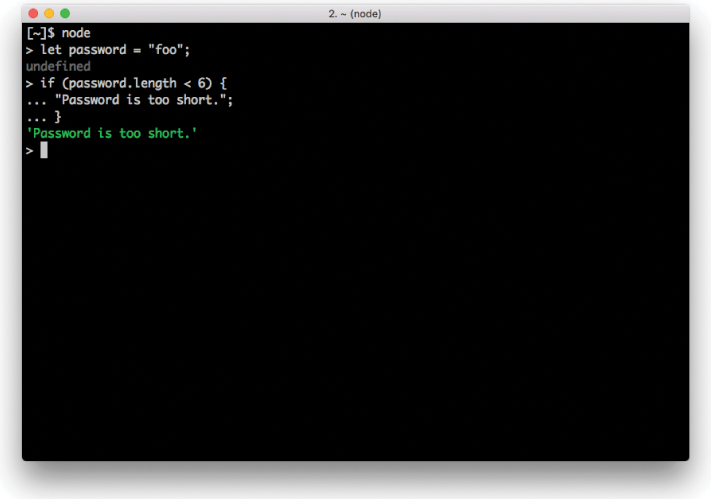 2. ~ (node)
[~]$ node
> let password = "foo";
undefined
> if (password.length < 6) {
... "Password is too short.";
... }
'Password is too short.'
>